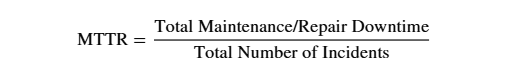 Total Maintenance/Repair Downtime
MTTR =
Total Number of Incidents